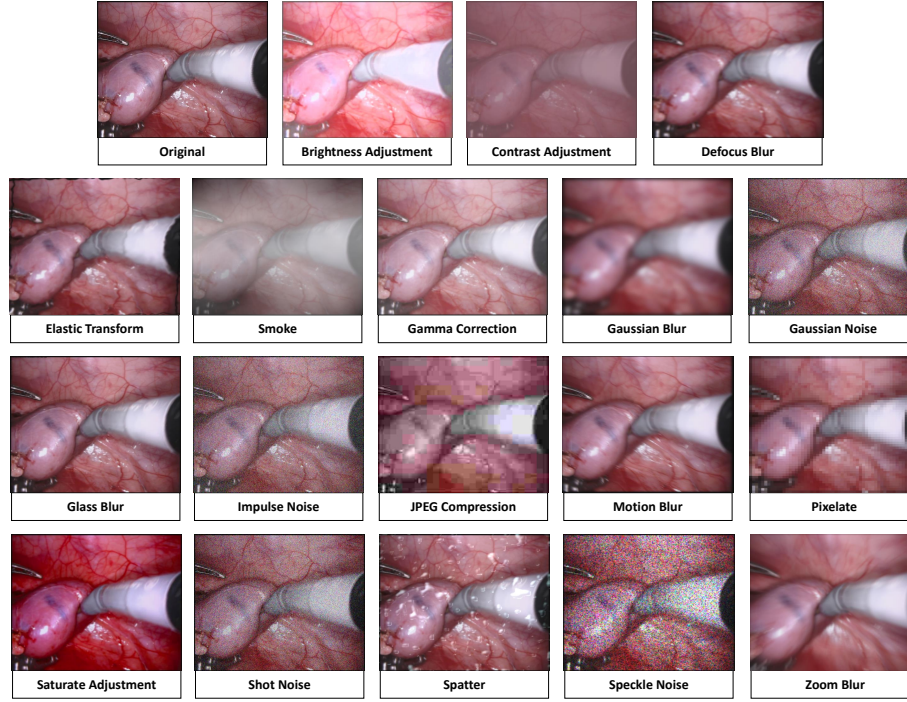 Original
Brightness Adjustment
Contrast Adjustment
Defocus Blur
Elastic Transform
Smoke
Gamma Correction
Gaussian Blur
Gaussian Noise
Glass Blur
Impulse Noise
JPEG Compression
Motion Blur
Pixelate
Saturate Adjustment
Shot Noise
Spatter
Speckle Noise
Zoom Blur